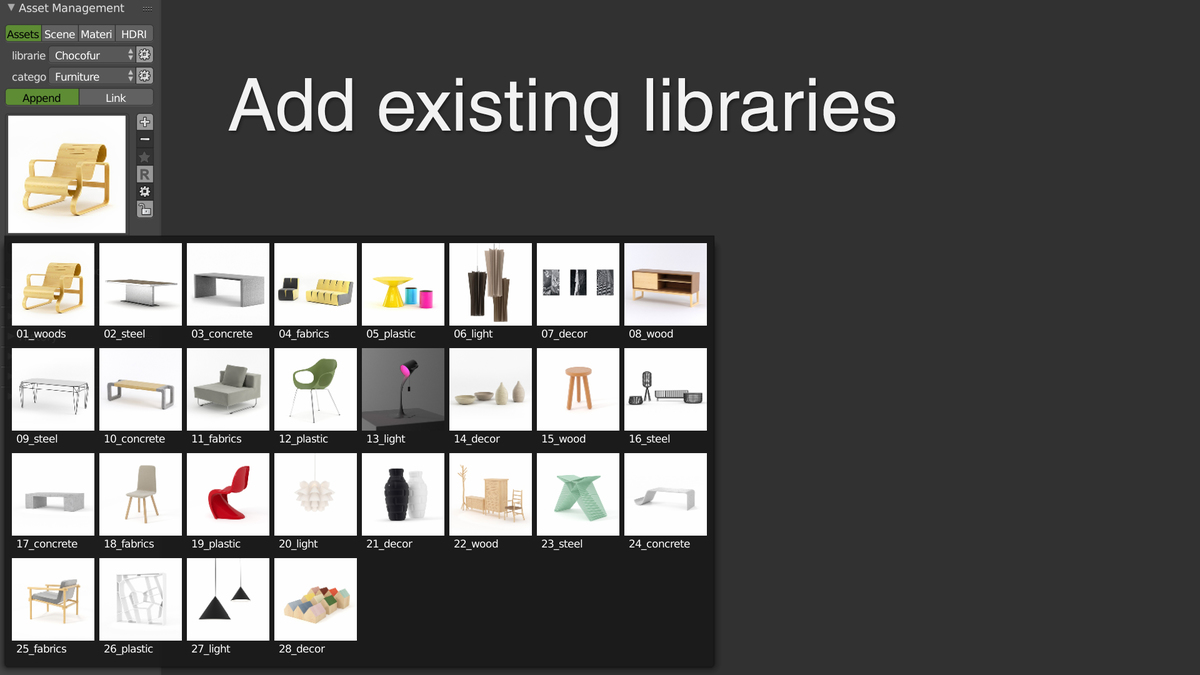 Asset Management
Assets Scene Materi HDRI
librarie Chocofur
catego Furniture
Append Link
Add existing libraries
R
01_woods 02_steel 03_concrete 04_fabrics 05_plastic 06_light 07_decor 08_wood
09_steel 10_concrete 11_fabrics 12_plastic 13_light 14_decor 15_wood 16_steel
17_concrete 18_fabrics 19_plastic 20_light 21_decor 22_wood 23_steel 24_concrete
25_fabrics 26_plastic 27_light 28_decor